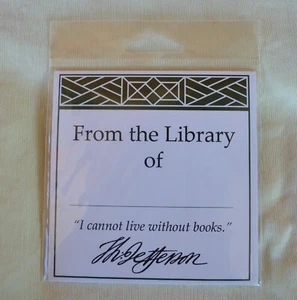 From the Library
of
“I cannot live without books.”
Th: Jefferson